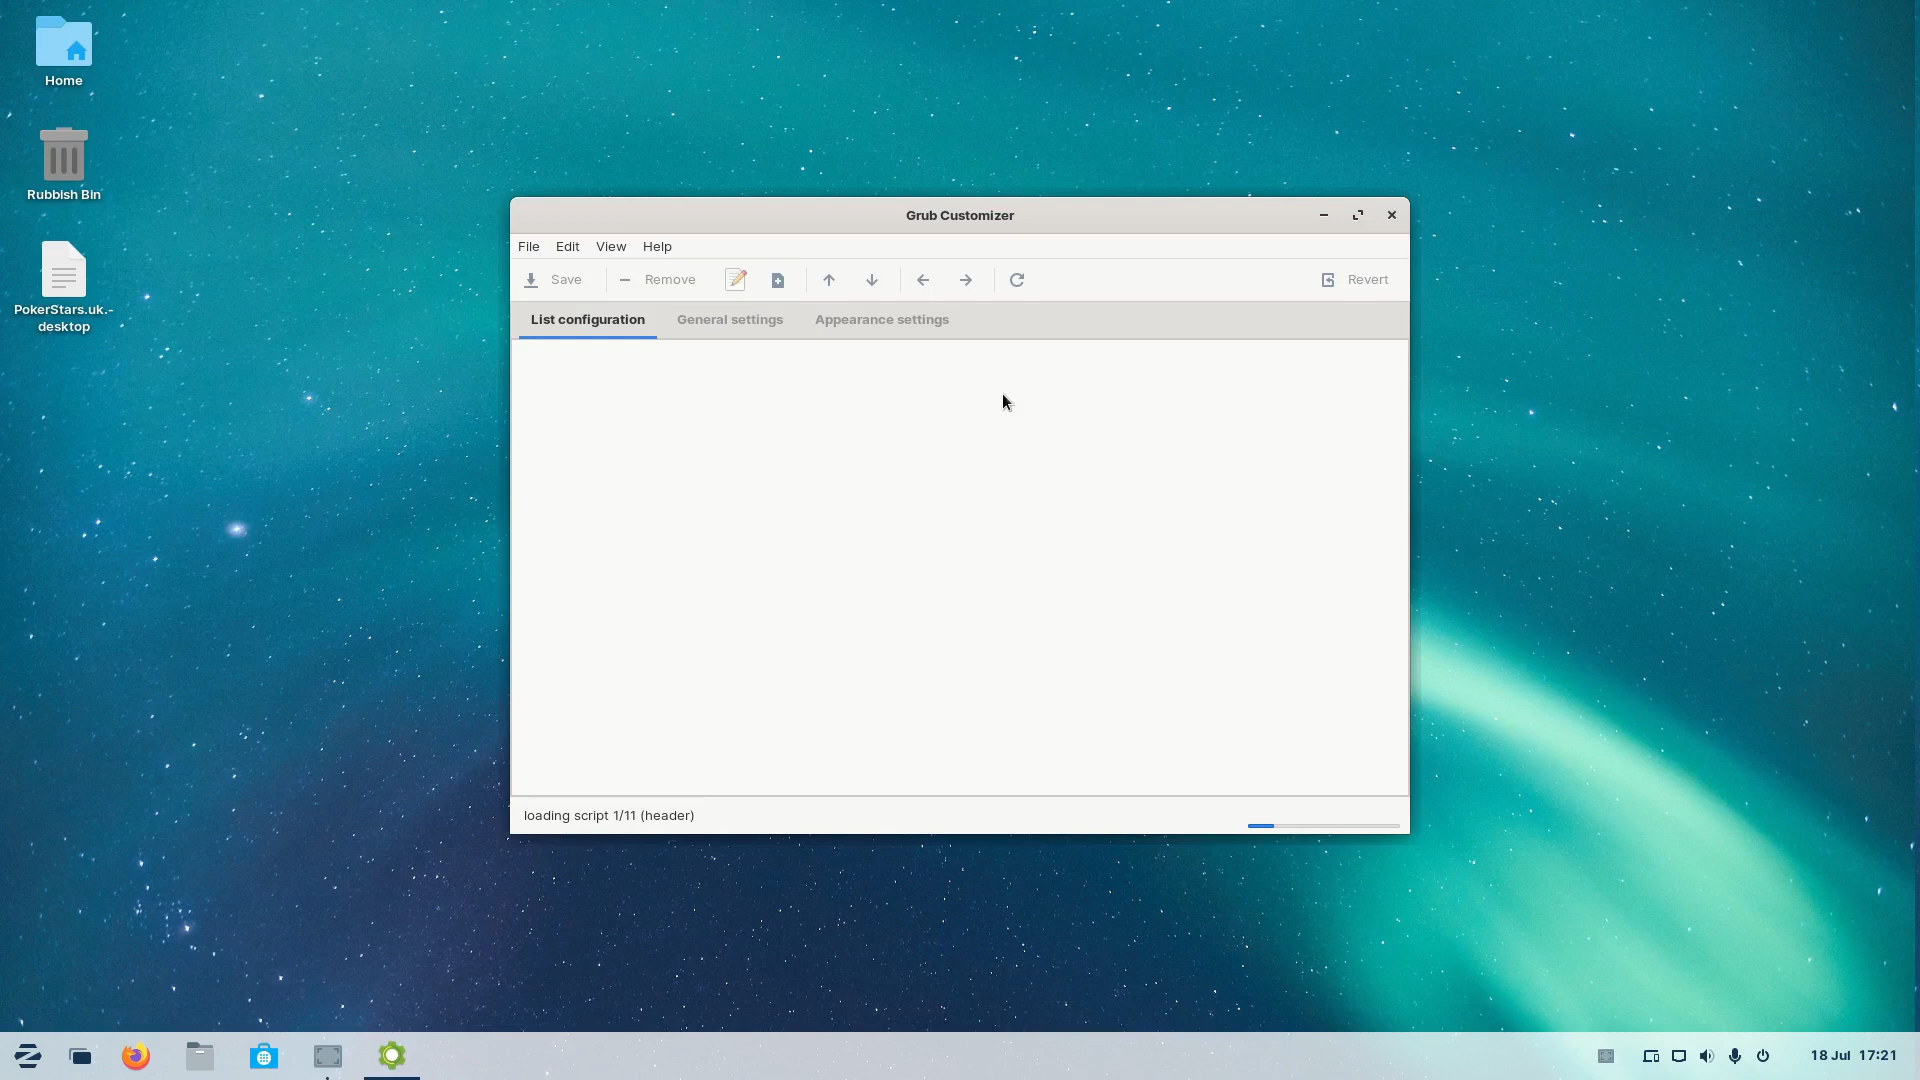 Home
Rubbish Bin
PokerStars.uk.-
desktop
Grub Customizer
File Edit View Help
Save Remove Revert
List configuration General settings Appearance settings
loading script 1/11 (header)
18 Jul 17:21